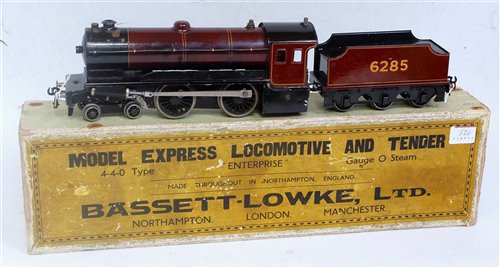 6285
MODEL EXPRESS LOCOMOTIVE AND TENDER
4-4-0 Type "ENTERPRISE" Gauge O Steam
MADE THROUGHOUT IN NORTHAMPTON, ENGLAND.
BASSETT-LOWKE, LTD.
NORTHAMPTON. LONDON. MANCHESTER.